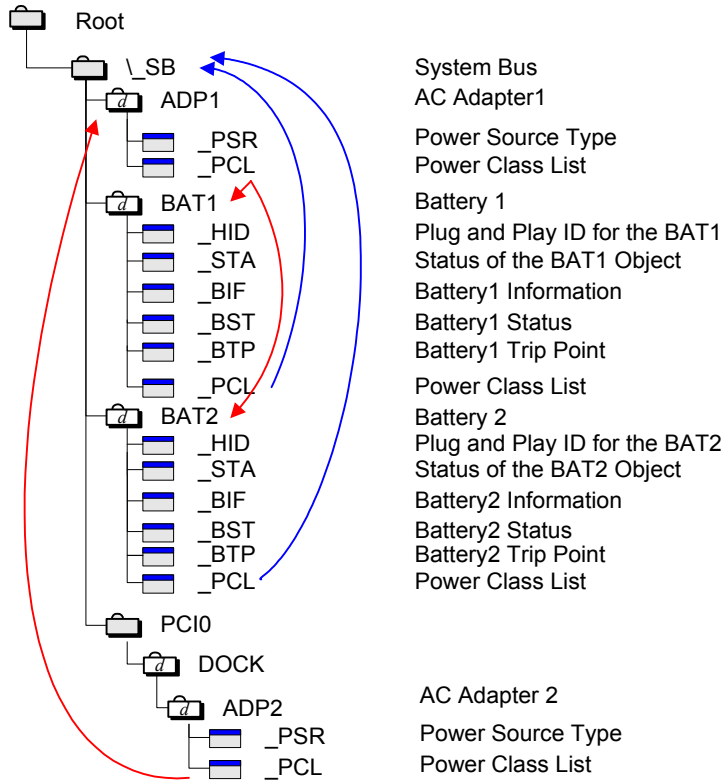 Root
\_SB System Bus
d ADP1 AC Adapter1
_PSR Power Source Type
_PCL Power Class List
d BAT1 Battery 1
_HID Plug and Play ID for the BAT1
_STA Status of the BAT1 Object
_BIF Battery1 Information
_BST Battery1 Status
_BTP Battery1 Trip Point
_PCL Power Class List
d BAT2 Battery 2
_HID Plug and Play ID for the BAT2
_STA Status of the BAT2 Object
_BIF Battery2 Information
_BST Battery2 Status
_BTP Battery2 Trip Point
_PCL Power Class List
PCI0
d DOCK
d ADP2 AC Adapter 2
_PSR Power Source Type
_PCL Power Class List